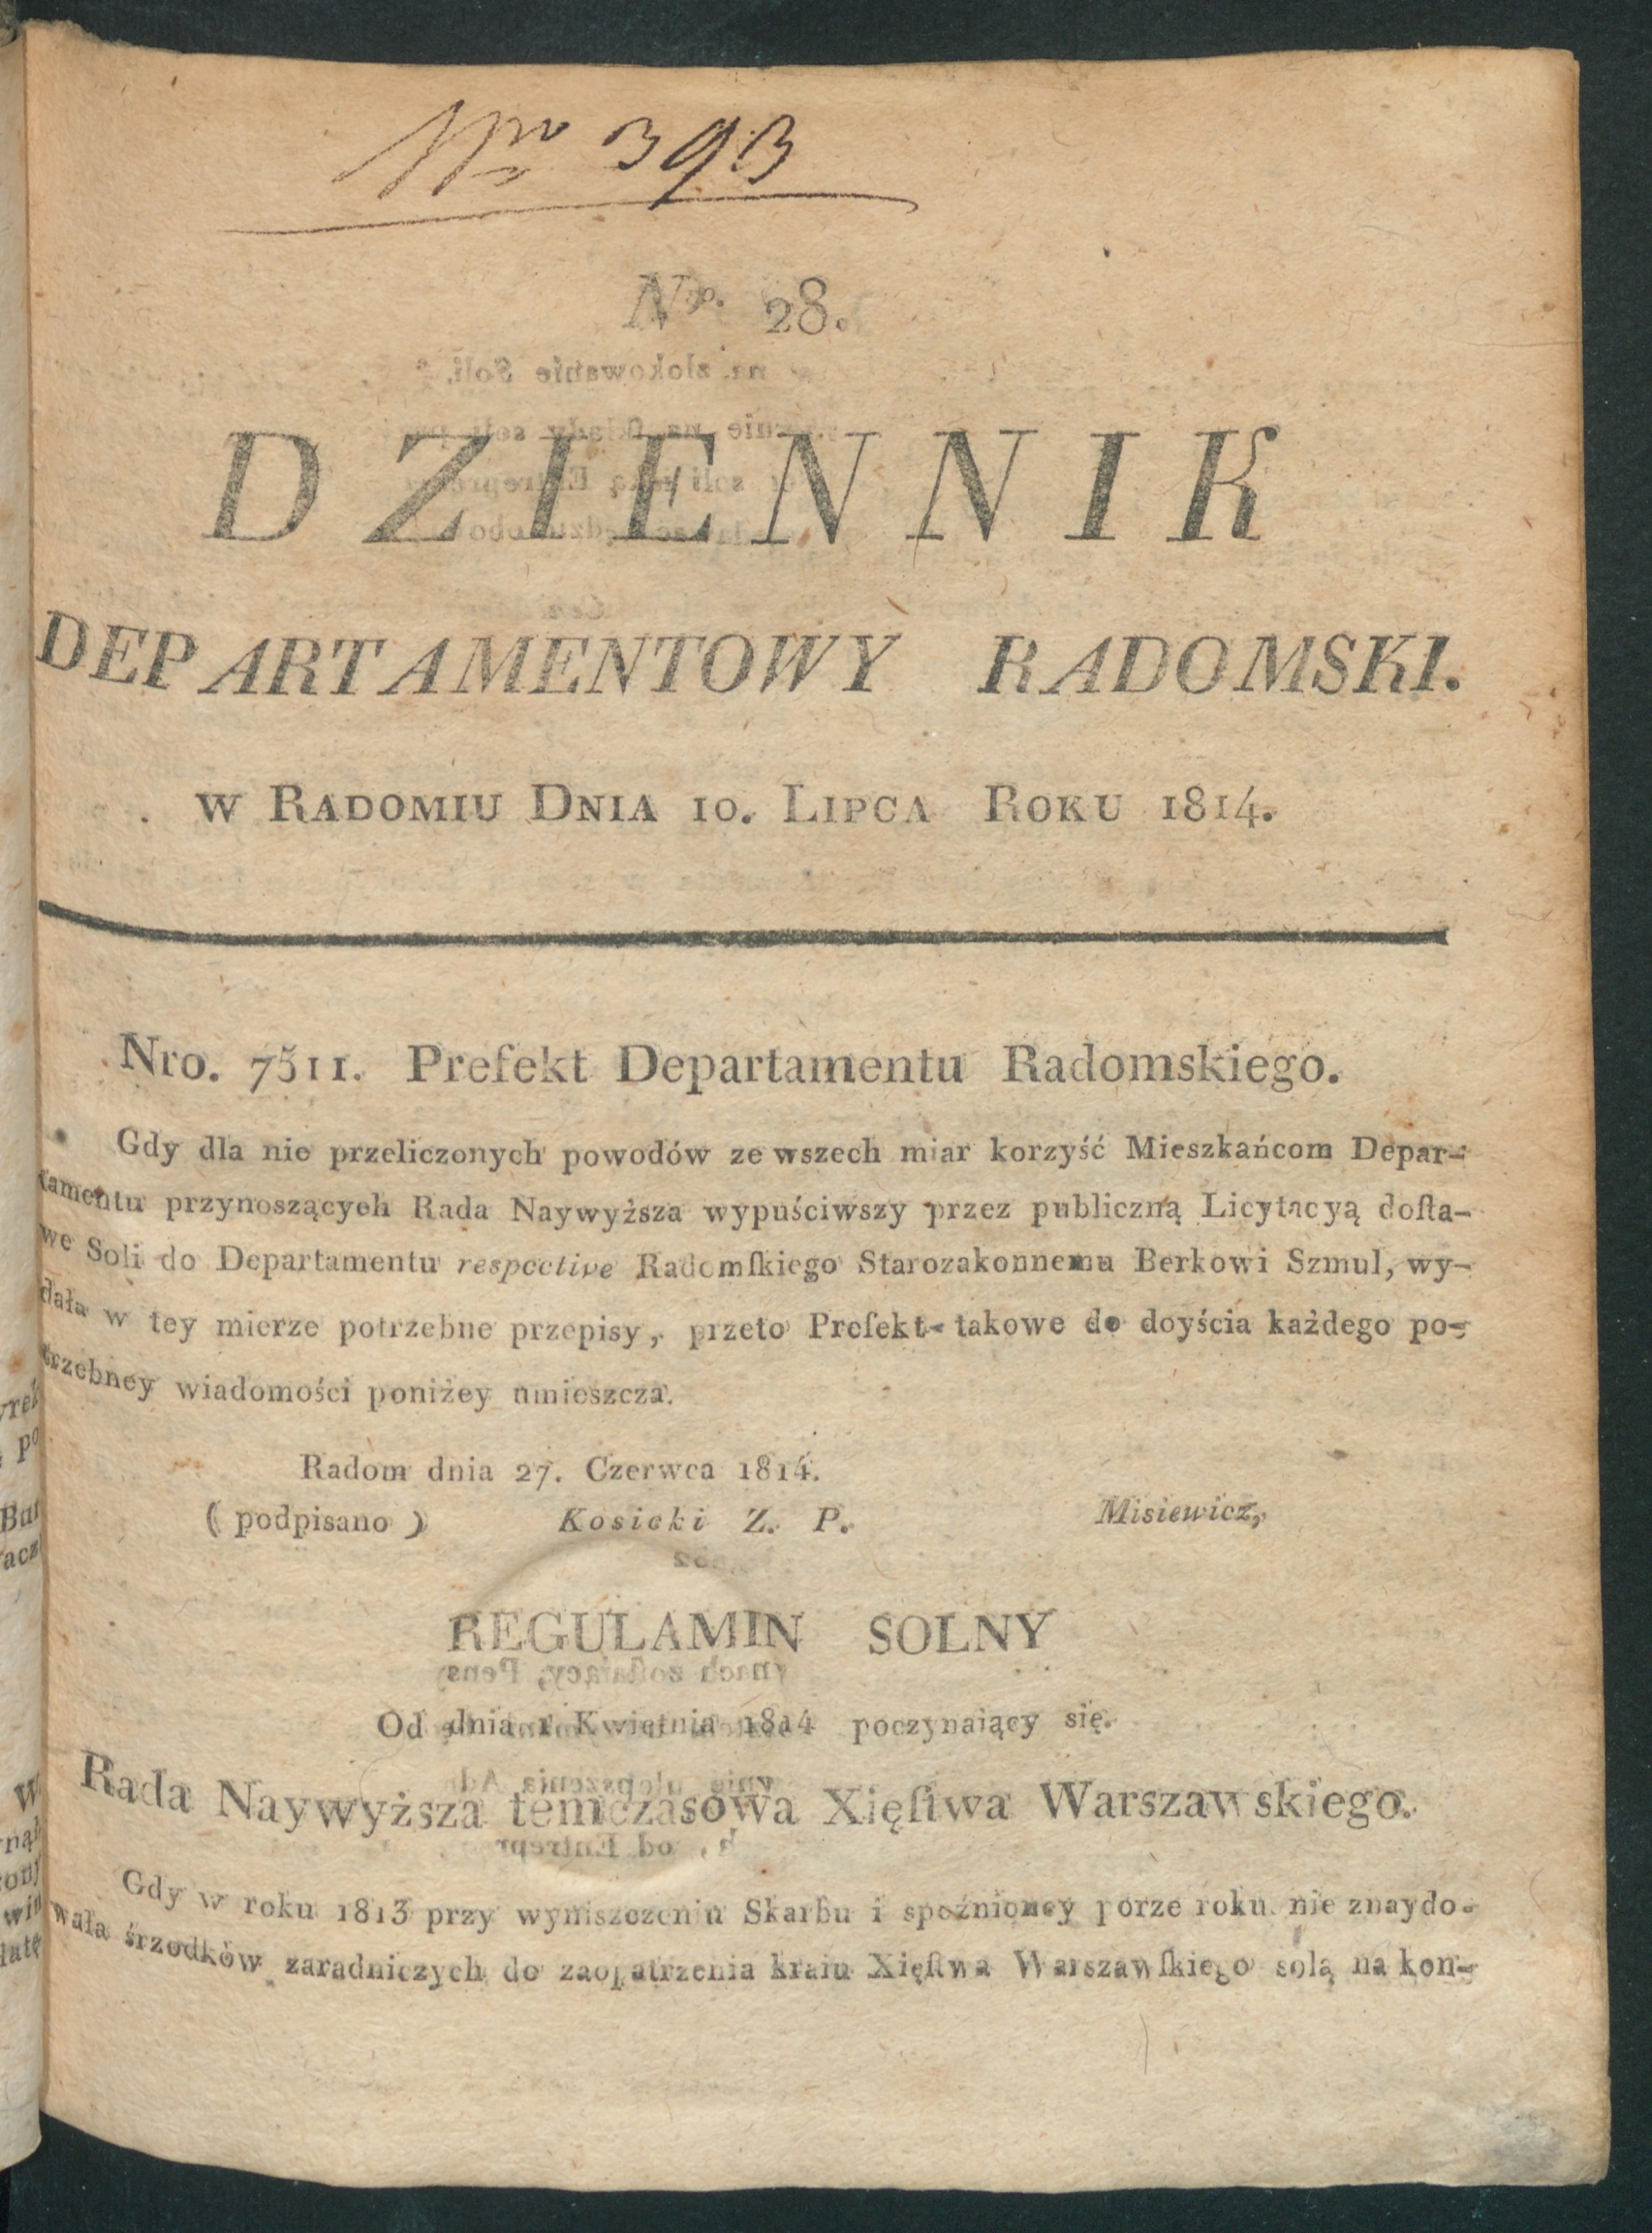 Nro 393
Nro. 28.
DZIENNIK
DEPARTAMENTOWY RADOMSKI.
w Radomiu Dnia 10. Lipca Roku 1814.
Nro. 7511. Prefekt Departamentu Radomskiego.
Gdy dla nie przeliczonych powodów ze wszech miar korzyść Mieszkańcom Depar-
tamentu przynoszących Rada Naywyższa wypuściwszy przez publiczną Licytacyą dosta-
we Soli do Departamentu respective Radomſkiego Starozakonnemu Berkowi Szmul, wy-
dała w tey mierze potrzebne przepisy, przeto Prefekt takowe do doyścia każdego po-
trzebney wiadomości poniżey umieszcza.
Radom dnia 27. Czerwca 1814.
( podpisano ) Kosicki Z. P. Misiewicz,
REGULAMIN SOLNY
Od dnia 1 Kwietnia 1814 poczynaiący się.
Rada Naywyższa temczasowa Xięſtwa Warszawskiego.
Gdy w roku 1813 przy wyniszczeniu Skarbu i spoźnioney porze roku nie znaydo-
wała śrzodków zaradniczych do zaopatrzenia kraiu Xięſtwa Warszawſkiego solą na kon-